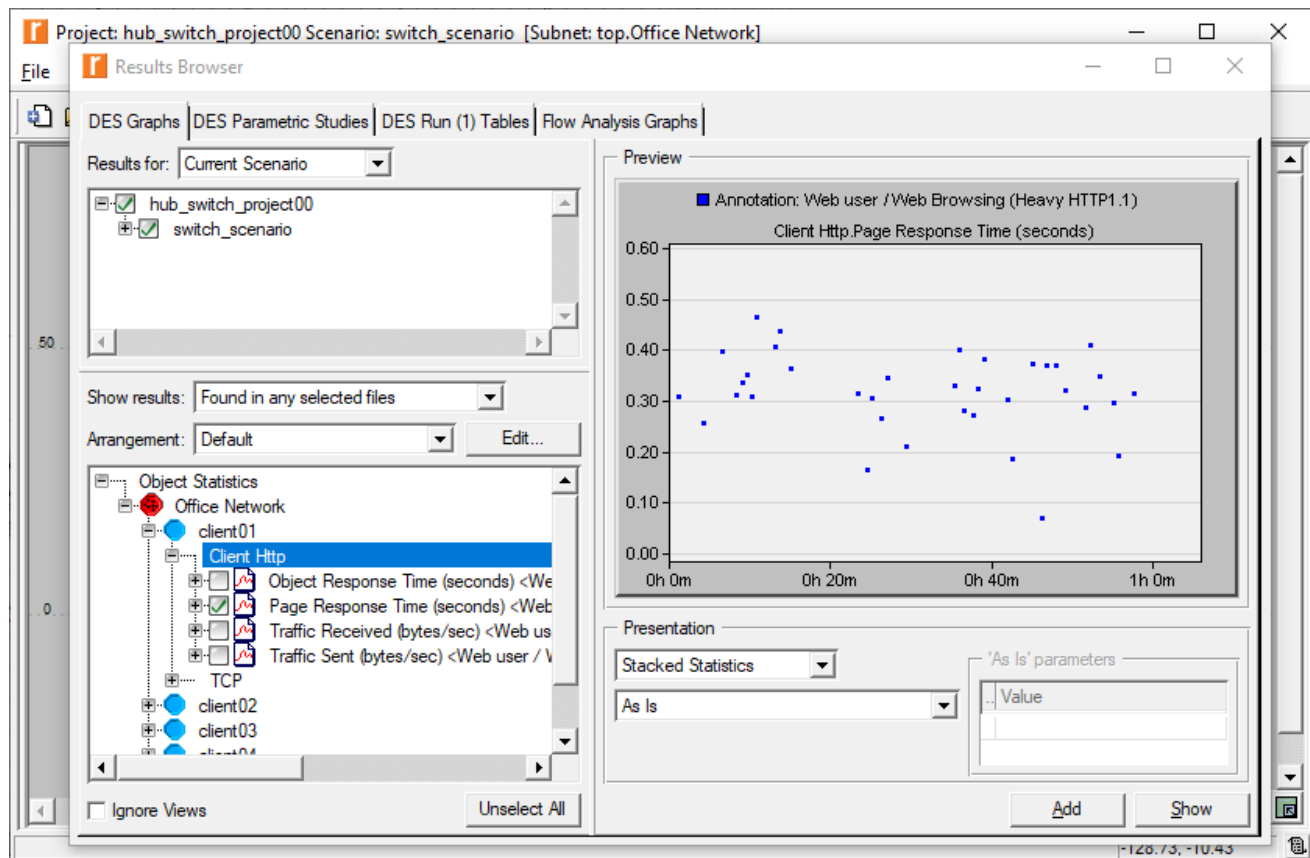 Project: hub_switch_project00 Scenario: switch_scenario [Subnet: top.Office Network]
File
Results Browser
DES Graphs DES Parametric Studies DES Run (1) Tables Flow Analysis Graphs
Results for: Current Scenario
hub_switch_project00
switch_scenario
50
0
Show results: Found in any selected files
Arrangement: Default Edit...
Object Statistics
Office Network
client01
Client Http
Object Response Time (seconds) <We
Page Response Time (seconds) <Web
Traffic Received (bytes/sec) <Web us
Traffic Sent (bytes/sec) <Web user /
TCP
client02
client03
client04
Ignore Views Unselect All
Preview
Annotation: Web user / Web Browsing (Heavy HTTP1.1)
Client Http.Page Response Time (seconds)
0.60
0.50
0.40
0.30
0.20
0.10
0.00
0h 0m 0h 20m 0h 40m 1h 0m
Presentation
Stacked Statistics
As Is
'As Is' parameters
.. Value
Add Show
-128.73, -10.43